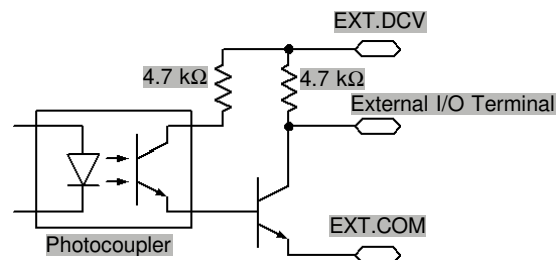 EXT.DCV
4.7 kΩ
4.7 kΩ
External I/O Terminal
EXT.COM
Photocoupler